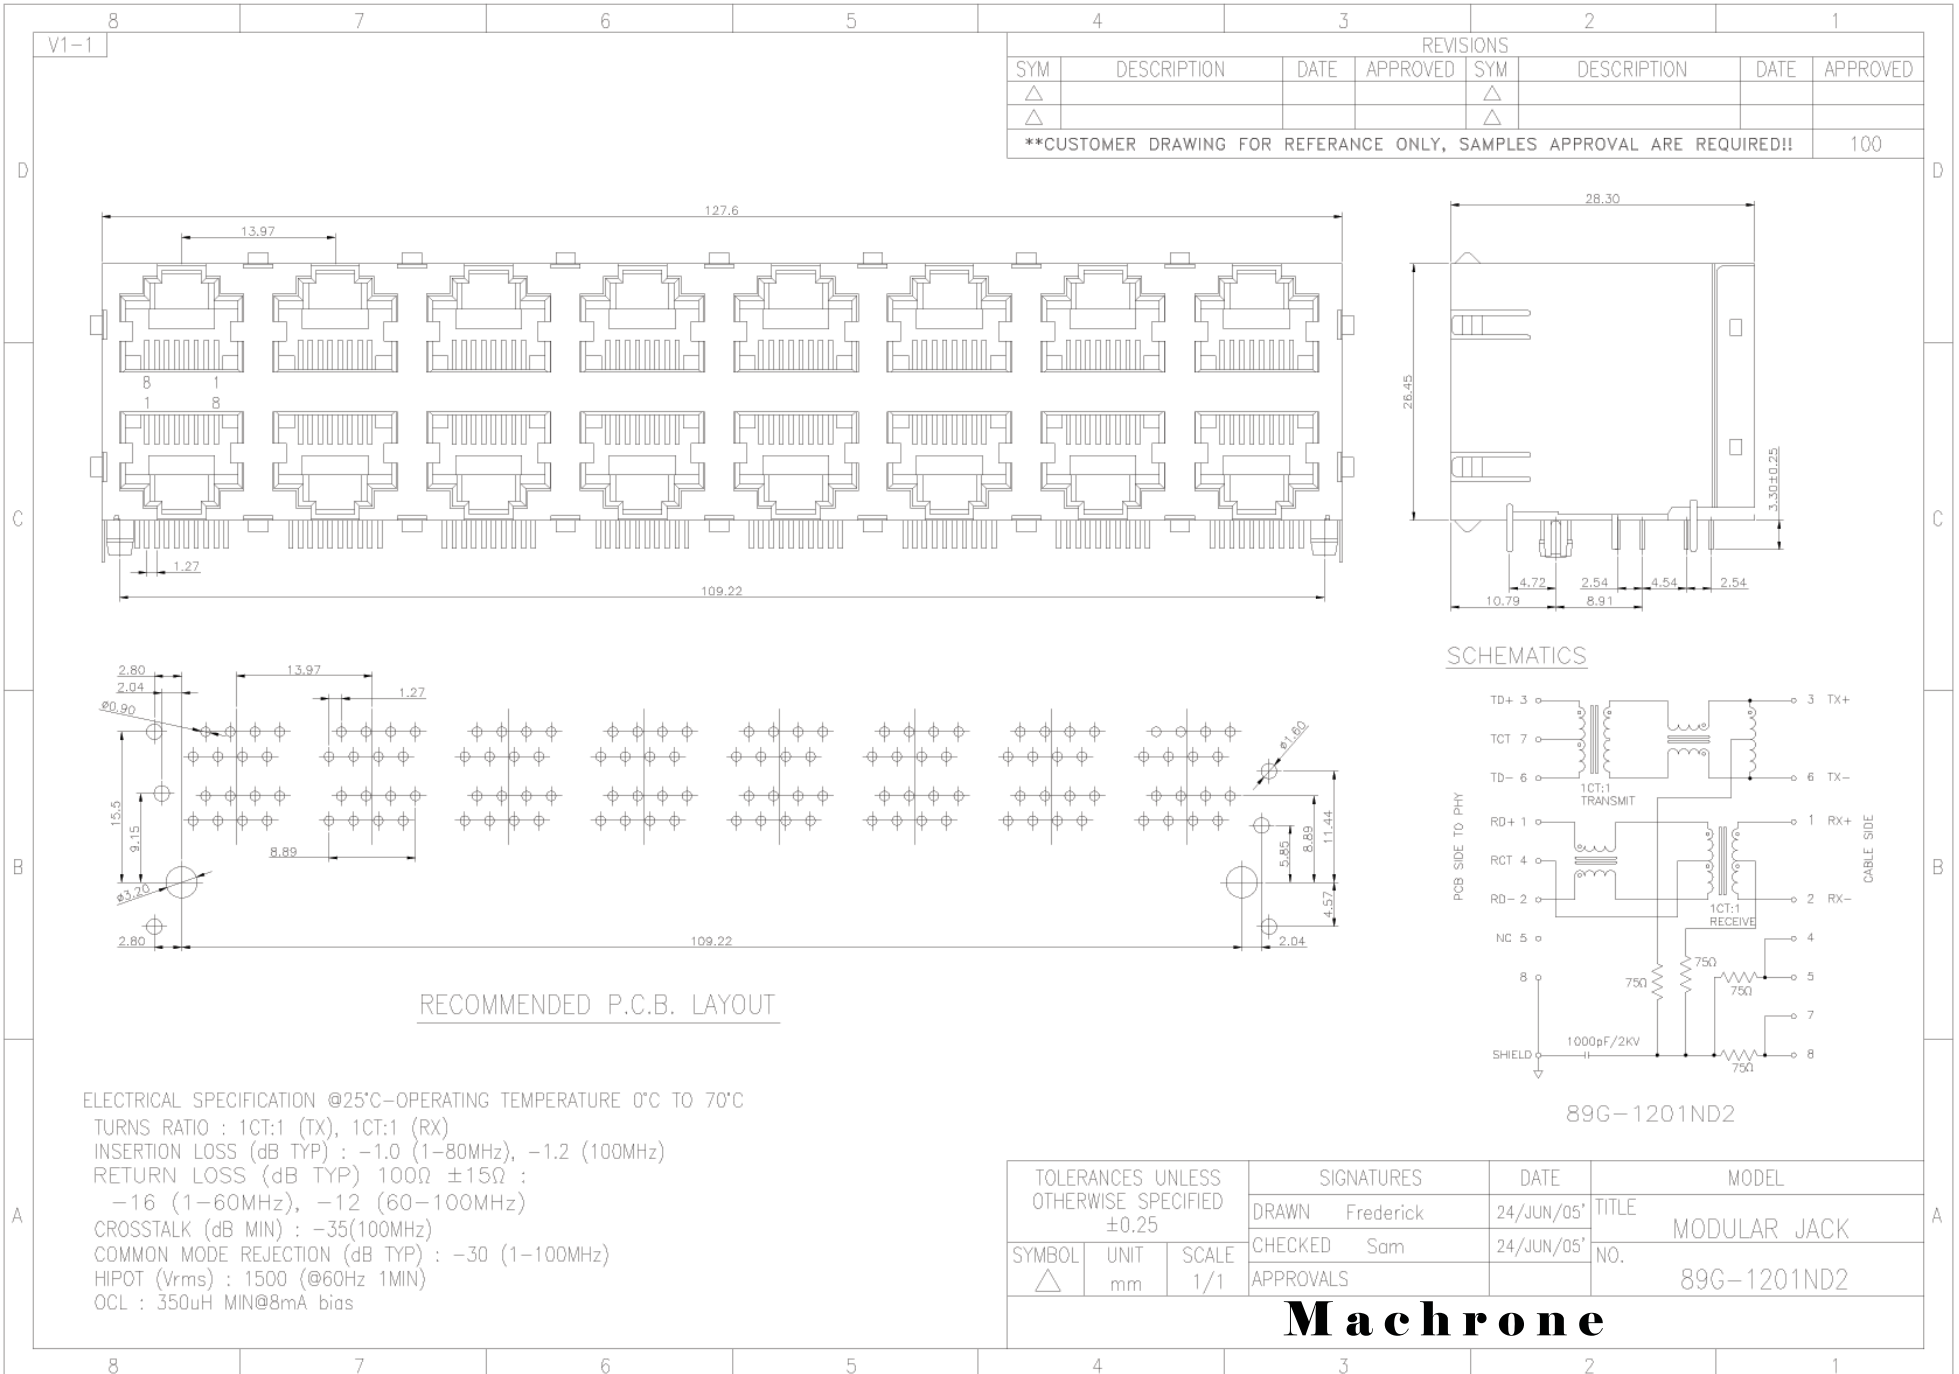 8 7 6 5 4 3 2 1
V1-1
REVISIONS
SYM DESCRIPTION DATE APPROVED SYM DESCRIPTION DATE APPROVED
**CUSTOMER DRAWING FOR REFERANCE ONLY, SAMPLES APPROVAL ARE REQUIRED!! 100
D D
127.6
13.97
28.30
8 1
1 8
26.45
3.30±0.25
C C
1.27
109.22
4.72 2.54 4.54 2.54
10.79 8.91
SCHEMATICS
2.80
13.97
2.04
1.27
ø0.90
ø1.60
15.5
9.15
8.89
5.85
8.89
11.44
ø3.20
4.57
2.80
109.22
2.04
B B
RECOMMENDED P.C.B. LAYOUT
TD+ 3
3 TX+
TCT 7
TD- 6
6 TX-
1CT:1
TRANSMIT
PCB SIDE TO PHY
RD+ 1
1 RX+
CABLE SIDE
RCT 4
RD- 2
2 RX-
1CT:1
RECEIVE
NC 5
4
75Ω
8
75Ω
75Ω
5
7
1000pF/2KV
SHIELD
8
75Ω
89G-1201ND2
ELECTRICAL SPECIFICATION @25°C-OPERATING TEMPERATURE 0°C TO 70°C
TURNS RATIO : 1CT:1 (TX), 1CT:1 (RX)
INSERTION LOSS (dB TYP) : -1.0 (1-80MHz), -1.2 (100MHz)
RETURN LOSS (dB TYP) 100Ω ±15Ω :
-16 (1-60MHz), -12 (60-100MHz)
CROSSTALK (dB MIN) : -35(100MHz)
COMMON MODE REJECTION (dB TYP) : -30 (1-100MHz)
HIPOT (Vrms) : 1500 (@60Hz 1MIN)
OCL : 350uH MIN@8mA bias
A A
TOLERANCES UNLESS
OTHERWISE SPECIFIED
±0.25
SYMBOL UNIT SCALE
mm 1/1
SIGNATURES DATE MODEL
DRAWN Frederick 24/JUN/05'
CHECKED Sam 24/JUN/05'
APPROVALS
TITLE
MODULAR JACK
NO.
89G-1201ND2
Machrone
8 7 6 5 4 3 2 1